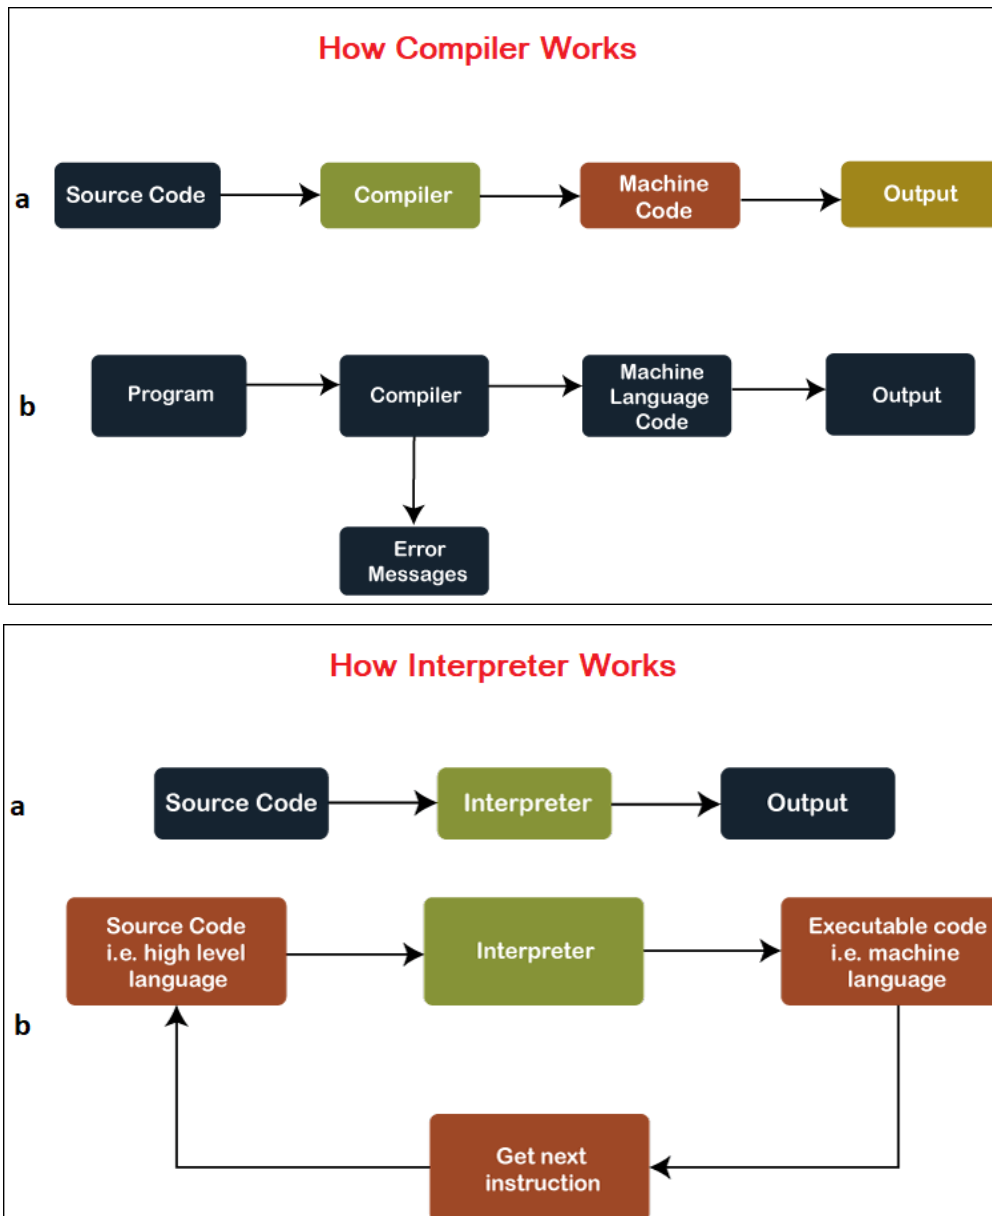 How Compiler Works
a
Source Code
Compiler
Machine
Code
Output
b
Program
Compiler
Machine
Language
Code
Output
Error
Messages
How Interpreter Works
a
Source Code
Interpreter
Output
Source Code
i.e. high level
language
Interpreter
Executable code
i.e. machine
language
b
Get next
instruction